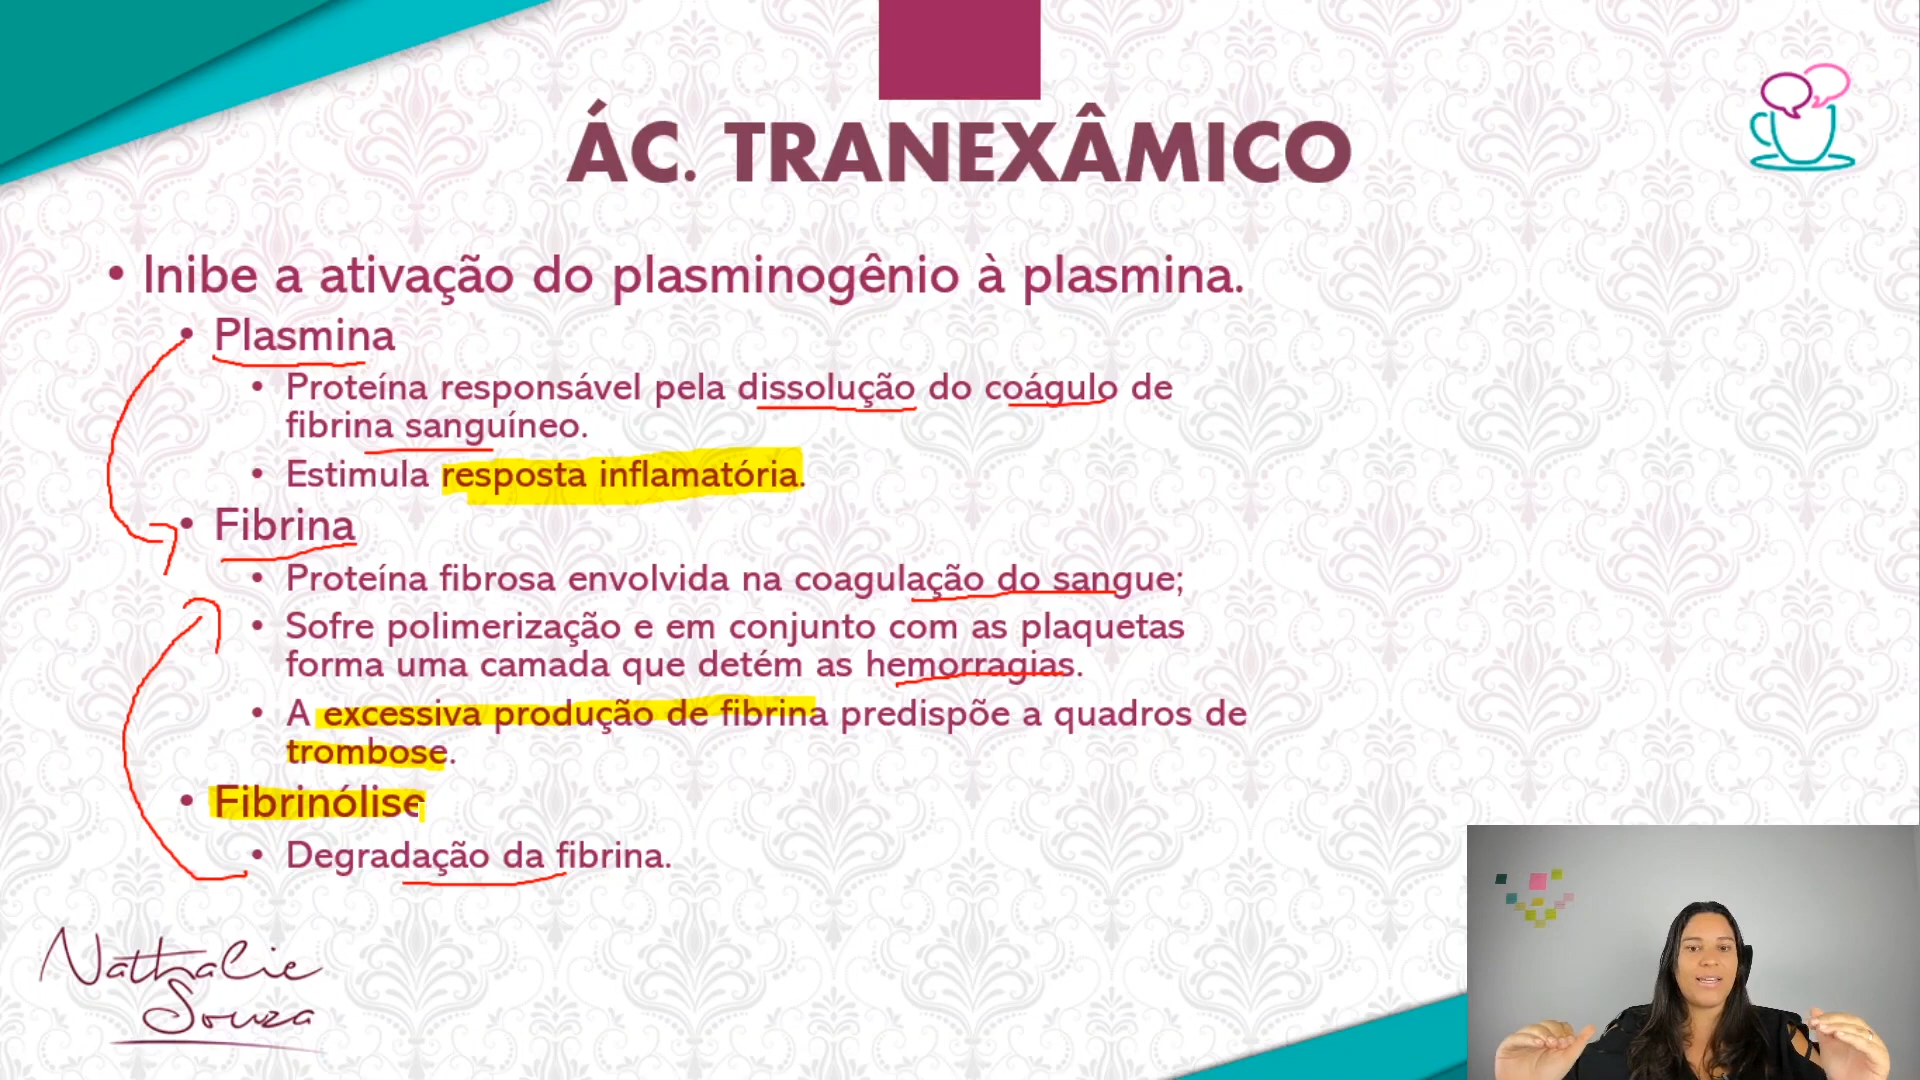 ÁC. TRANEXÂMICO
• Inibe a ativação do plasminogênio à plasmina.
• Plasmina
• Proteína responsável pela dissolução do coágulo de
fibrina sanguíneo.
• Estimula resposta inflamatória.
• Fibrina
• Proteína fibrosa envolvida na coagulação do sangue;
• Sofre polimerização e em conjunto com as plaquetas
forma uma camada que detém as hemorragias.
• A excessiva produção de fibrina predispõe a quadros de
trombose.
• Fibrinólise
• Degradação da fibrina.
Nathalie
Souza